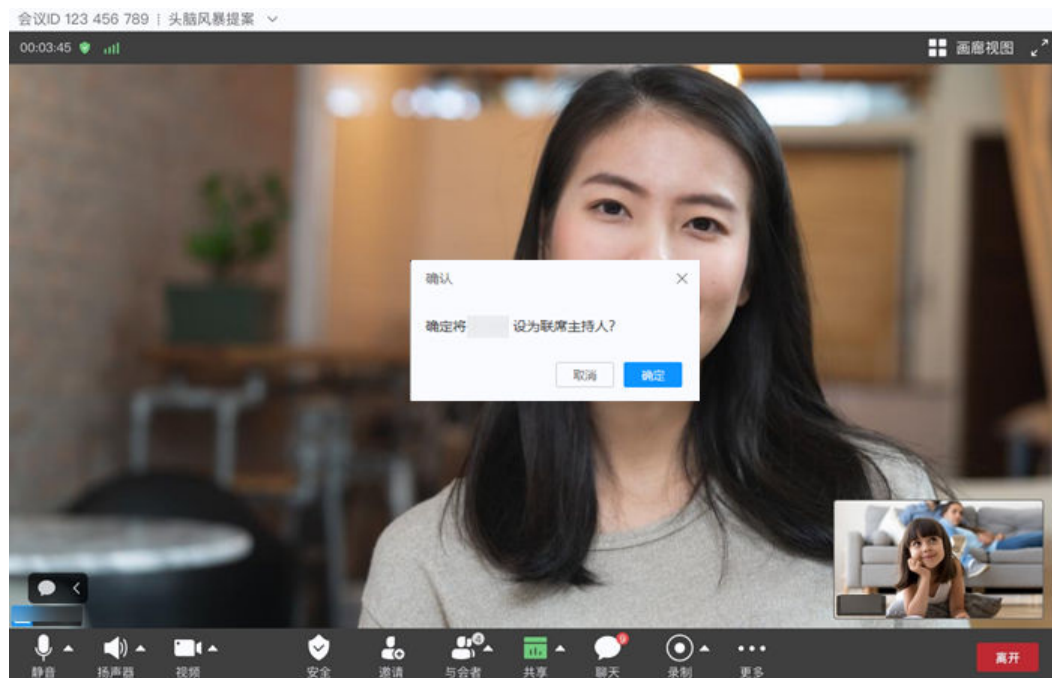 会议ID 123 456 789 ⋮ 头脑风暴提案
00:03:45
画廊视图
确认
确定将 设为联席主持人?
取消 确定
4 9
静音 扬声器 视频 安全 邀请 与会者 共享 聊天 录制 更多 离开